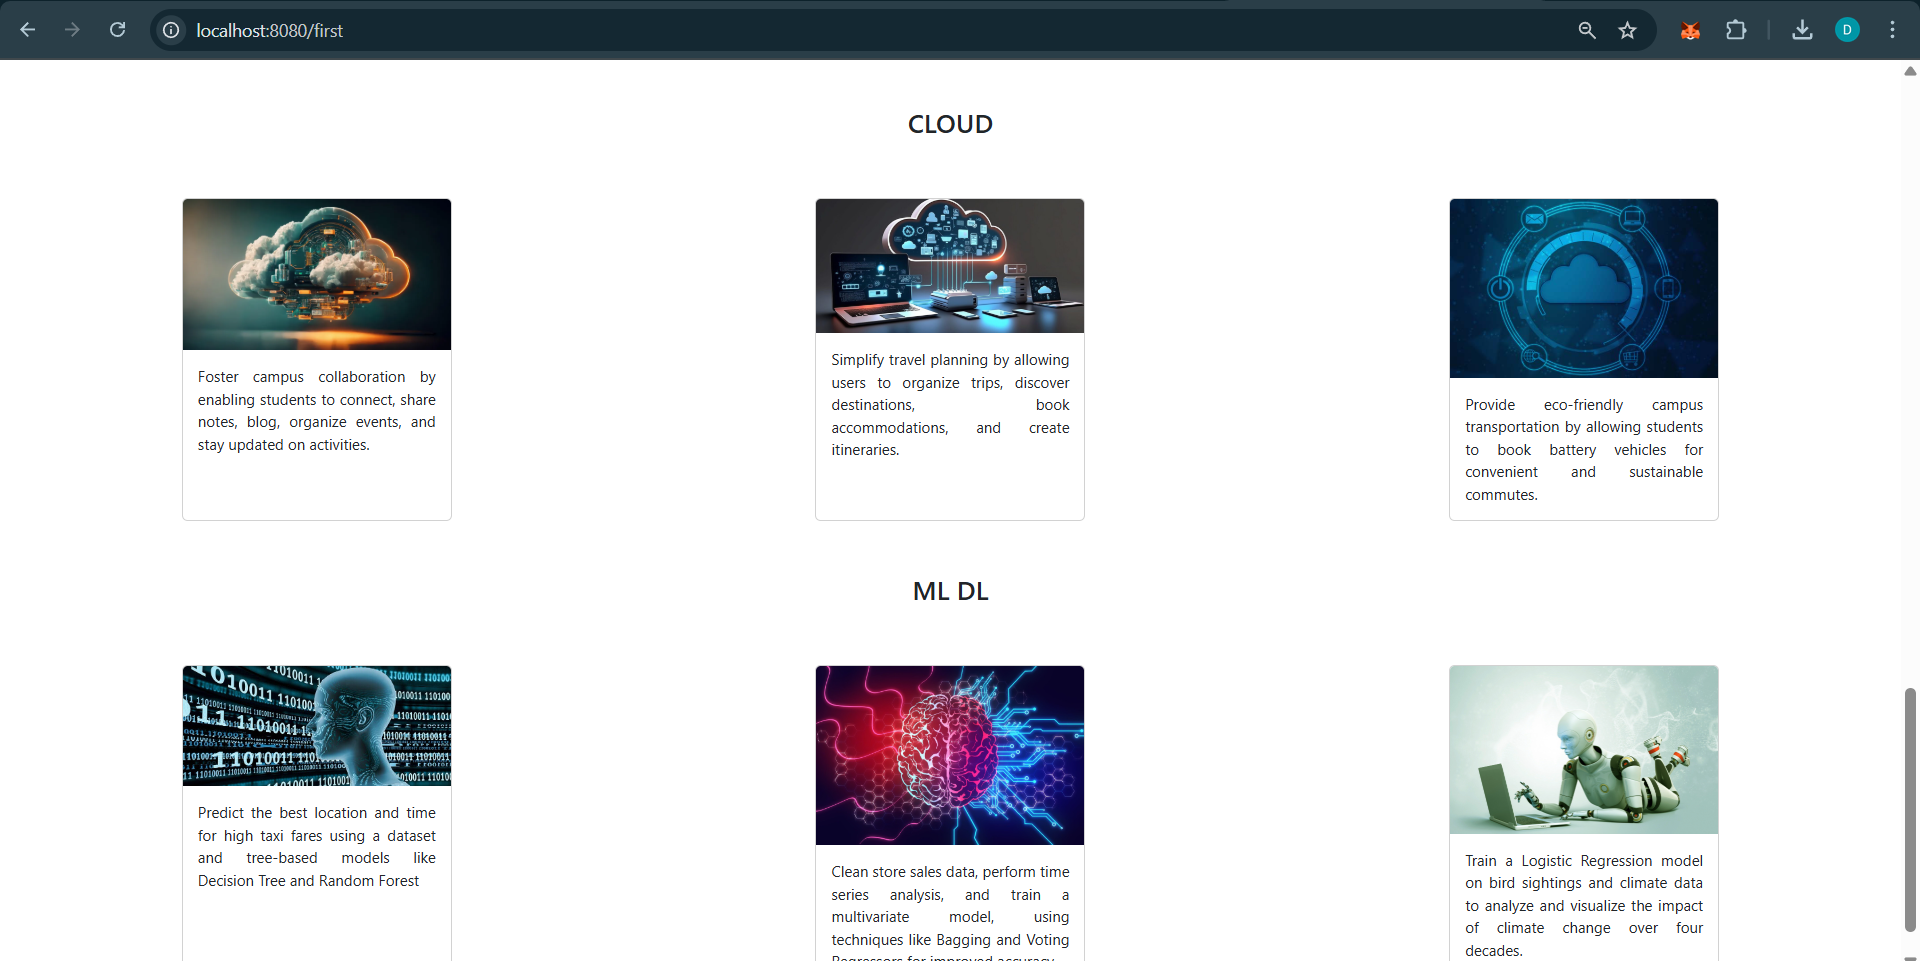 localhost:8080/first
D
CLOUD
Foster campus collaboration by
enabling students to connect, share
notes, blog, organize events, and
stay updated on activities.
Simplify travel planning by allowing
users to organize trips, discover
destinations, book
accommodations, and create
itineraries.
Provide eco-friendly campus
transportation by allowing students
to book battery vehicles for
convenient and sustainable
commutes.
ML DL
Predict the best location and time
for high taxi fares using a dataset
and tree-based models like
Decision Tree and Random Forest
Clean store sales data, perform time
series analysis, and train a
multivariate model, using
techniques like Bagging and Voting
Regressors for improved accuracy
Train a Logistic Regression model
on bird sightings and climate data
to analyze and visualize the impact
of climate change over four
decades.